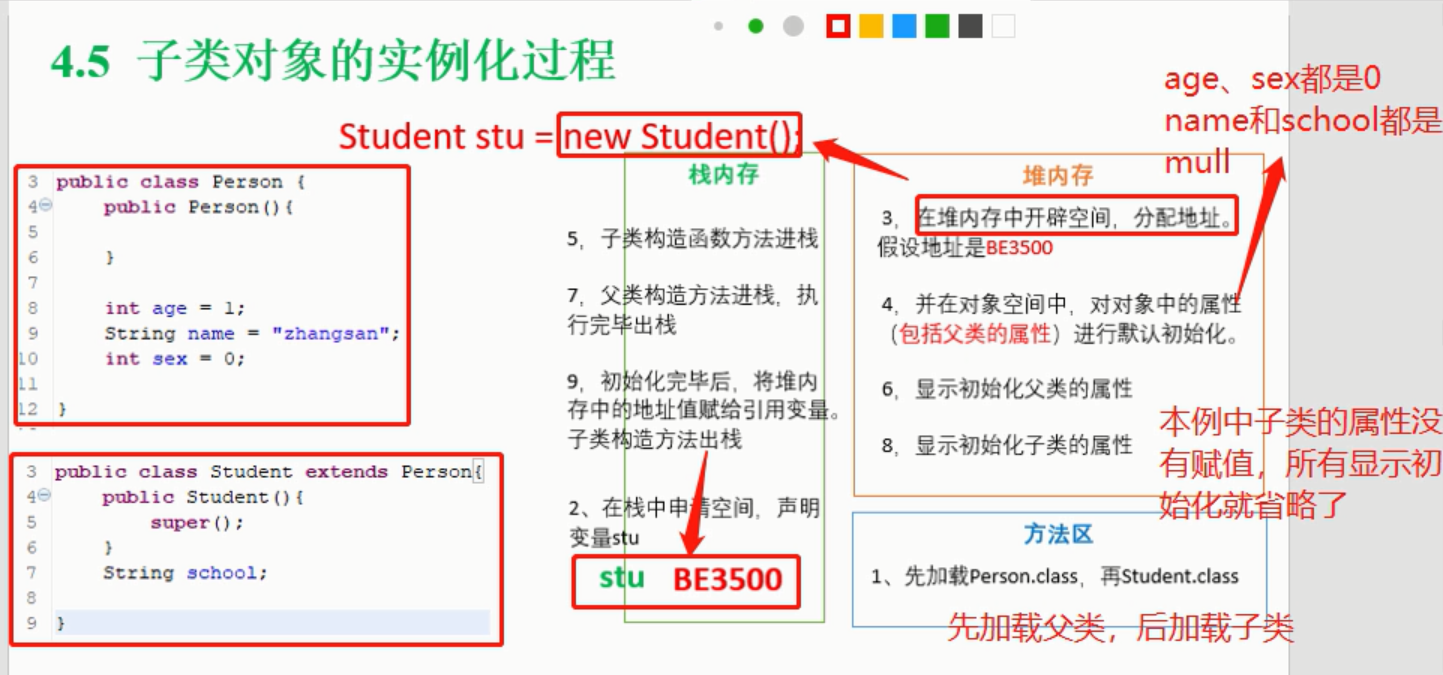 4.5 子类对象的实例化过程
Student stu = new Student();
age、sex都是0
name和school都是
mull
3 public class Person {
4 public Person(){
5
6 }
7
8 int age = 1;
9 String name = "zhangsan";
10 int sex = 0;
11
12 }
3 public class Student extends Person{
4 public Student(){
5 super();
6 }
7 String school;
8
9 }
栈内存
5，子类构造函数方法进栈
7，父类构造方法进栈，执
行完毕出栈
9，初始化完毕后，将堆内
存中的地址值赋给引用变量。
子类构造方法出栈
2、在栈中申请空间，声明
变量stu
stu BE3500
堆内存
3，在堆内存中开辟空间，分配地址。
假设地址是BE3500
4，并在对象空间中，对对象中的属性
（包括父类的属性）进行默认初始化。
6，显示初始化父类的属性
8，显示初始化子类的属性
本例中子类的属性没
有赋值，所有显示初
始化就省略了
方法区
1、先加载Person.class，再Student.class
先加载父类，后加载子类